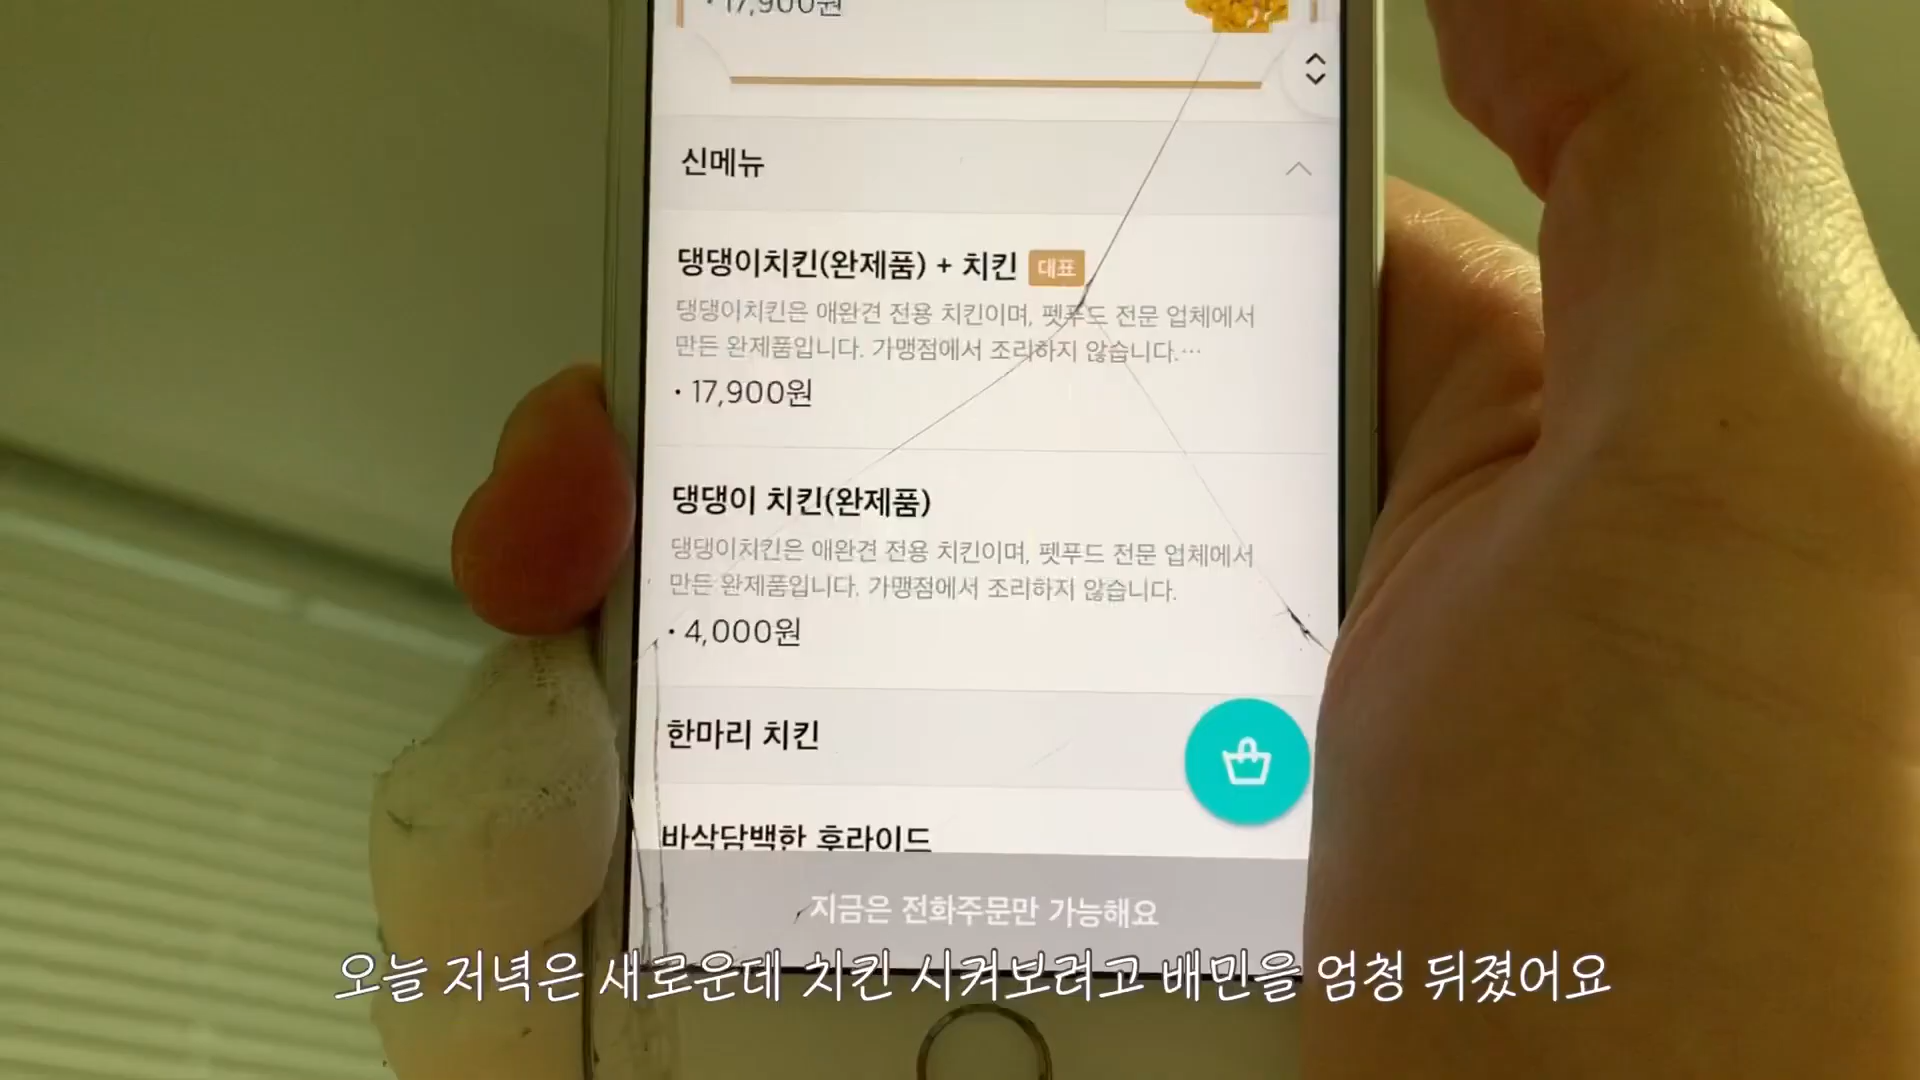 · 17,900원
신메뉴
댕댕이치킨(완제품) + 치킨 대표
댕댕이치킨은 애완견 전용 치킨이며, 펫푸드 전문 업체에서
만든 완제품입니다. 가맹점에서 조리하지 않습니다.…
· 17,900원
댕댕이 치킨(완제품)
댕댕이치킨은 애완견 전용 치킨이며, 펫푸드 전문 업체에서
만든 완제품입니다. 가맹점에서 조리하지 않습니다.
· 4,000원
한마리 치킨
바삭담백한 후라이드
지금은 전화주문만 가능해요
오늘 저녁은 새로운데 치킨 시켜보려고 배민을 엄청 뒤졌어요